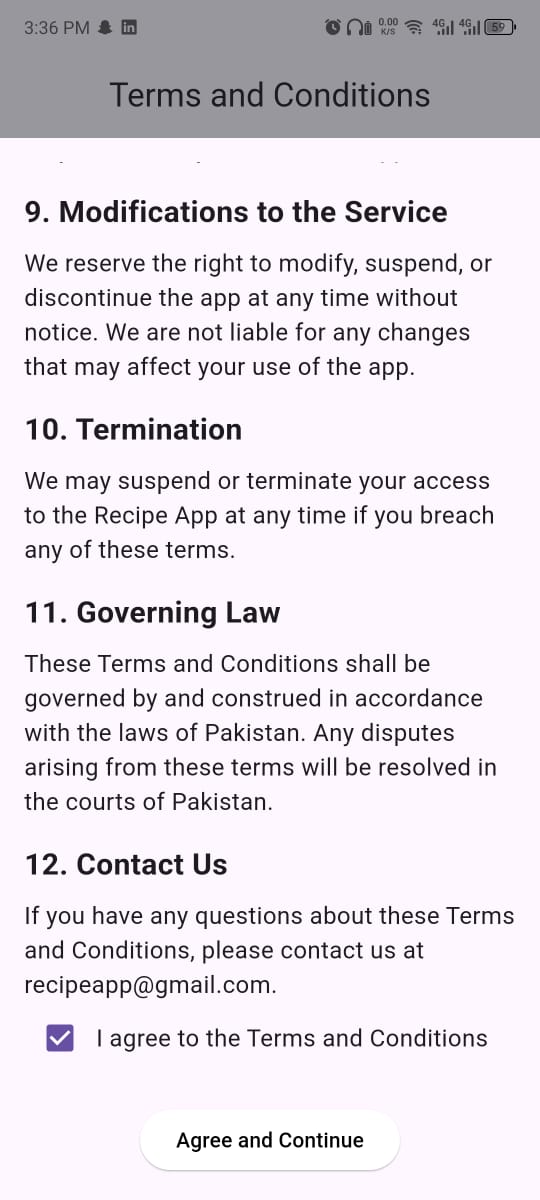 3:36 PM in 0.00 K/S 4G 4G 59
Terms and Conditions
9. Modifications to the Service
We reserve the right to modify, suspend, or
discontinue the app at any time without
notice. We are not liable for any changes
that may affect your use of the app.
10. Termination
We may suspend or terminate your access
to the Recipe App at any time if you breach
any of these terms.
11. Governing Law
These Terms and Conditions shall be
governed by and construed in accordance
with the laws of Pakistan. Any disputes
arising from these terms will be resolved in
the courts of Pakistan.
12. Contact Us
If you have any questions about these Terms
and Conditions, please contact us at
recipeapp@gmail.com.
I agree to the Terms and Conditions
Agree and Continue